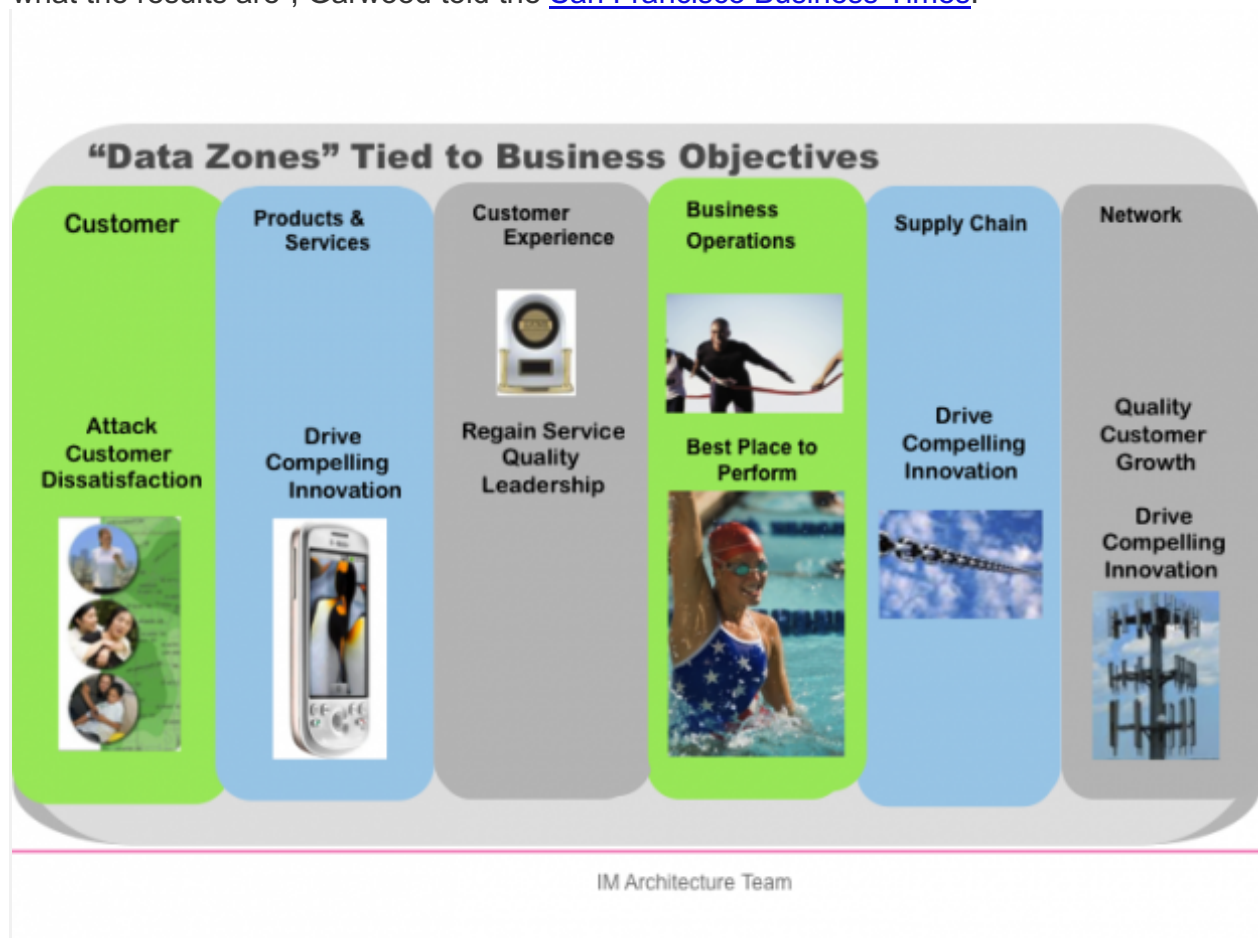 what the results are", Garwood told the San Francisco Business Times.
“Data Zones” Tied to Business Objectives
Customer
Attack
Customer
Dissatisfaction
Products &
Services
Drive
Compelling
Innovation
Customer
Experience
Regain Service
Quality
Leadership
Business
Operations
Best Place to
Perform
Supply Chain
Drive
Compelling
Innovation
Network
Quality
Customer
Growth
Drive
Compelling
Innovation
IM Architecture Team